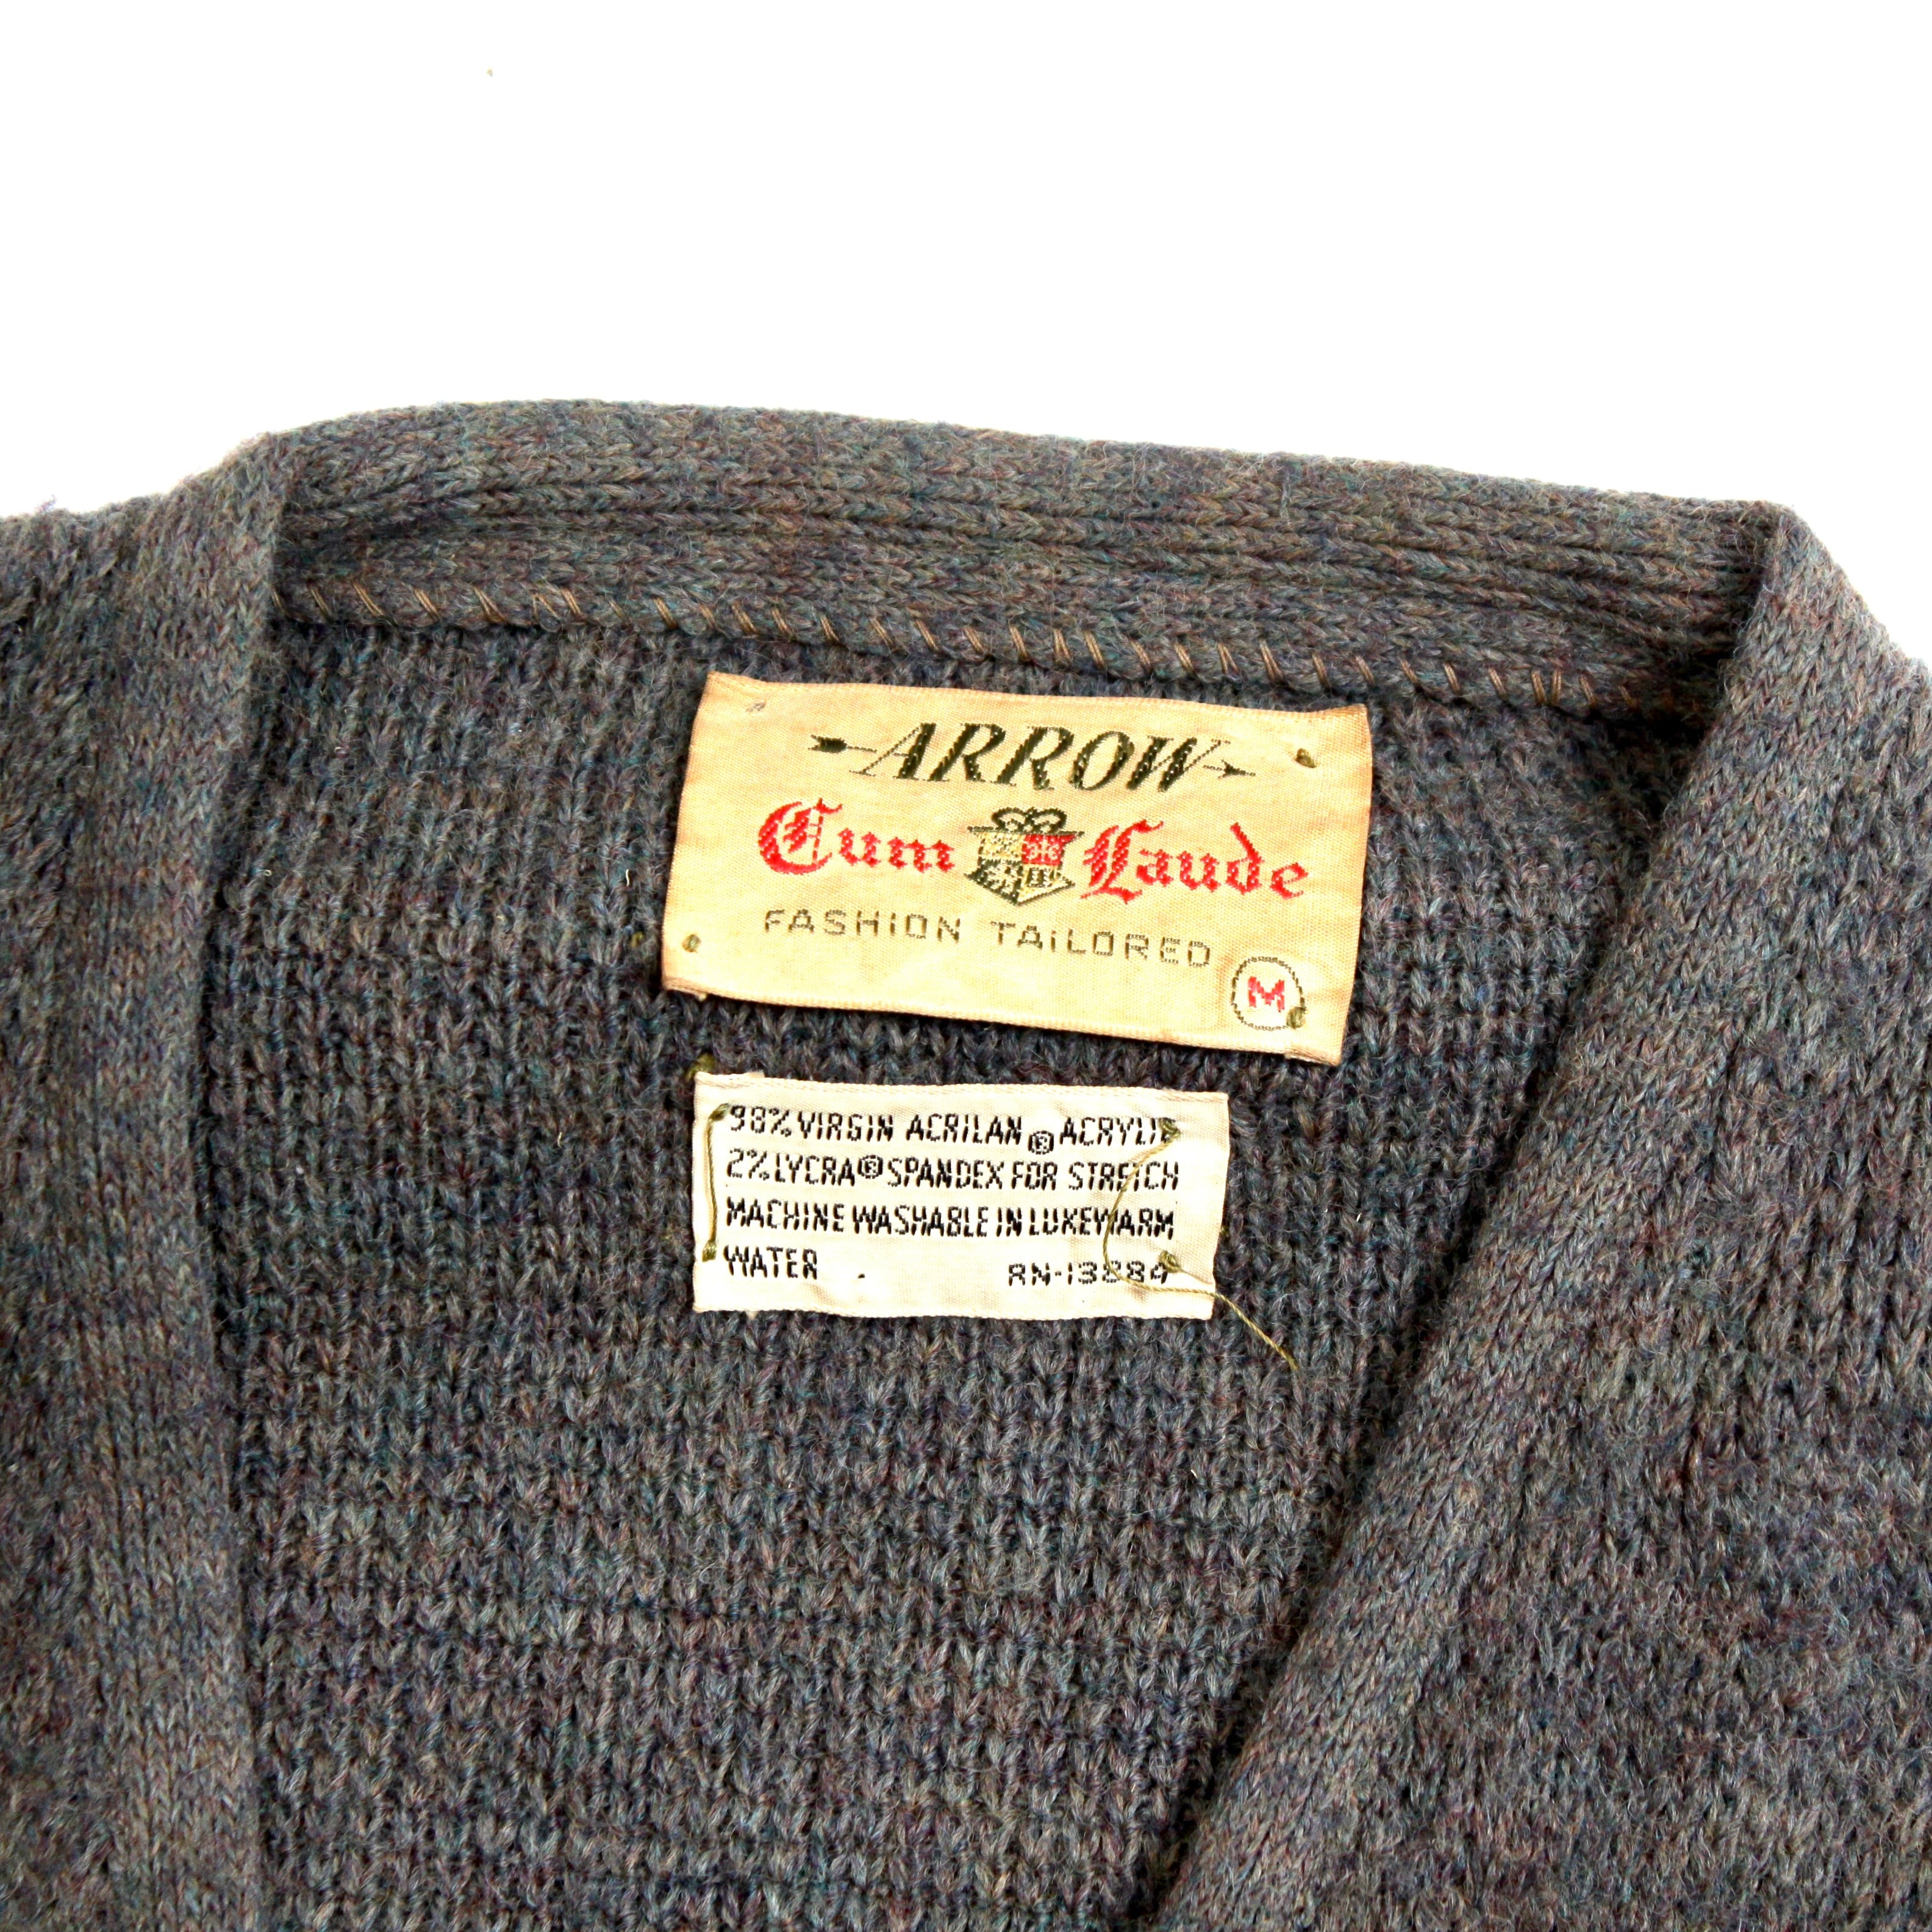 ARROW
Cum Laude
FASHION TAILORED
M
98% VIRGIN ACRILAN ® ACRYLIC
2% LYCRA ® SPANDEX FOR STRETCH
MACHINE WASHABLE IN LUKEWARM
WATER RN-13884